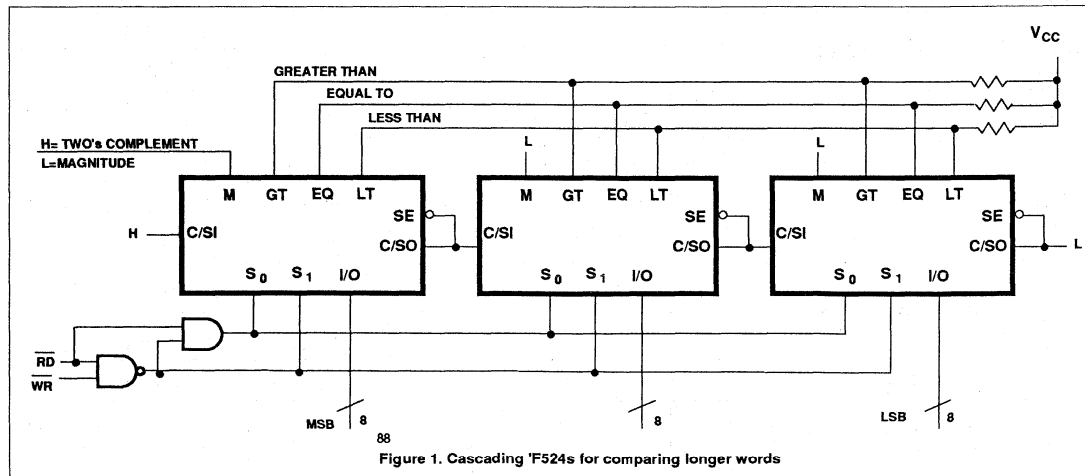 VCC
GREATER THAN
EQUAL TO
LESS THAN
H= TWO's COMPLEMENT
L=MAGNITUDE
L
L
M GT EQ LT
M GT EQ LT
M GT EQ LT
SE
SE
SE
H
C/SI
C/SO
C/SI
C/SO
C/SI
C/SO
L
S0 S1 I/O
S0 S1 I/O
S0 S1 I/O
RD
WR
MSB
8
8
LSB
8
88
Figure 1. Cascading 'F524s for comparing longer words